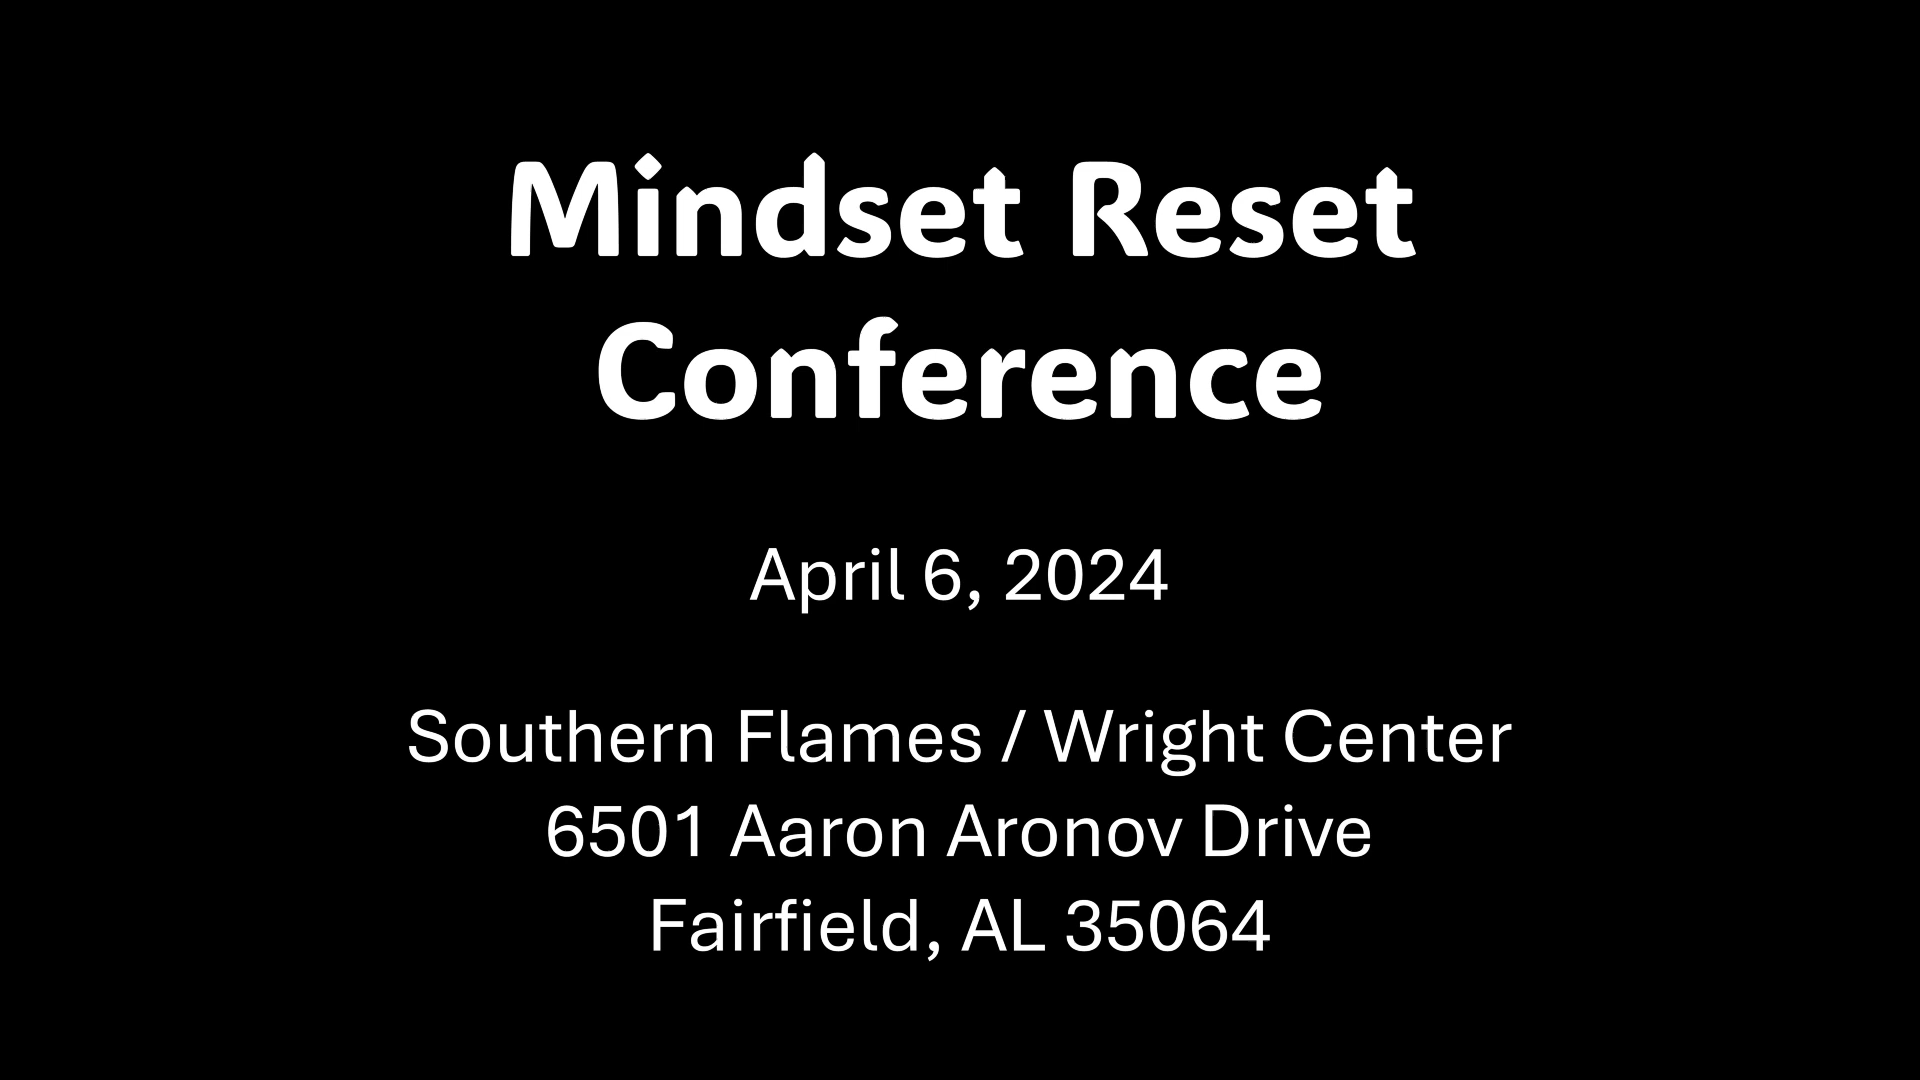 Mindset Reset
Conference
April 6, 2024
Southern Flames / Wright Center
6501 Aaron Aronov Drive
Fairfield, AL 35064